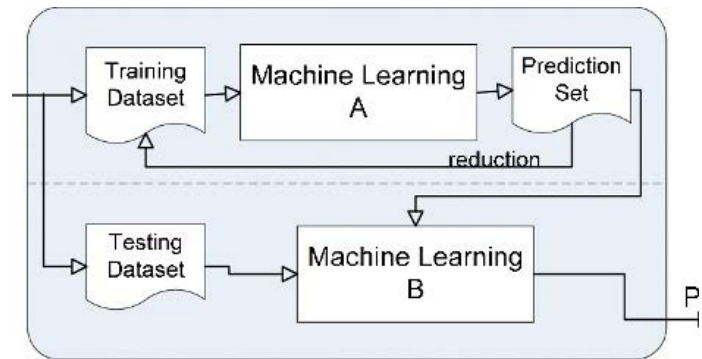 Training
Dataset
Machine Learning
A
Prediction
Set
reduction
Testing
Dataset
Machine Learning
B
P